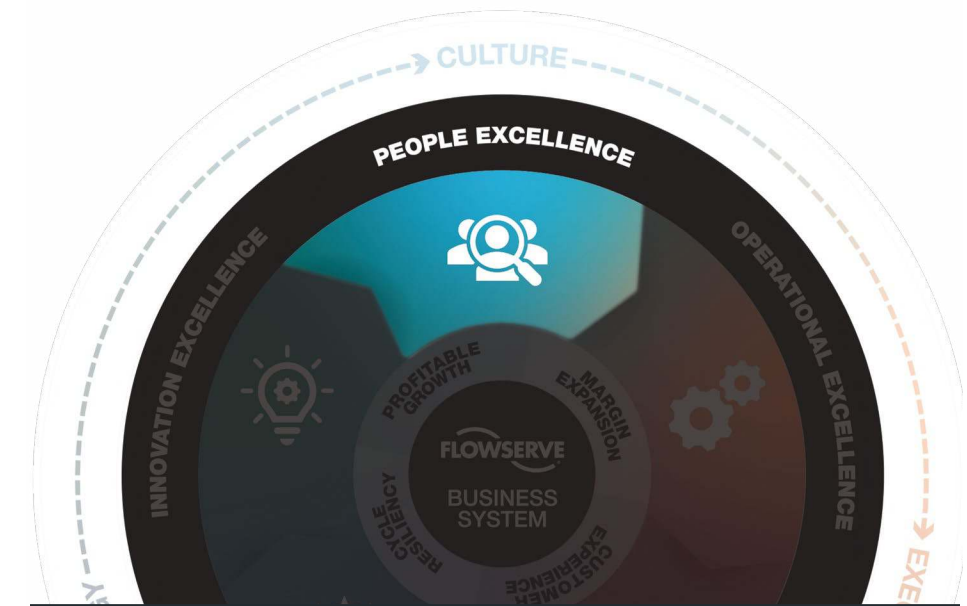 CULTURE
PEOPLE EXCELLENCE
INNOVATION EXCELLENCE
OPERATIONAL EXCELLENCE
PROFITABLE
GROWTH
MARGIN
EXPANSION
FLOWSERVE
BUSINESS
SYSTEM
CYCLE
RESILIENCY
CUSTOMER
EXPERIENCE